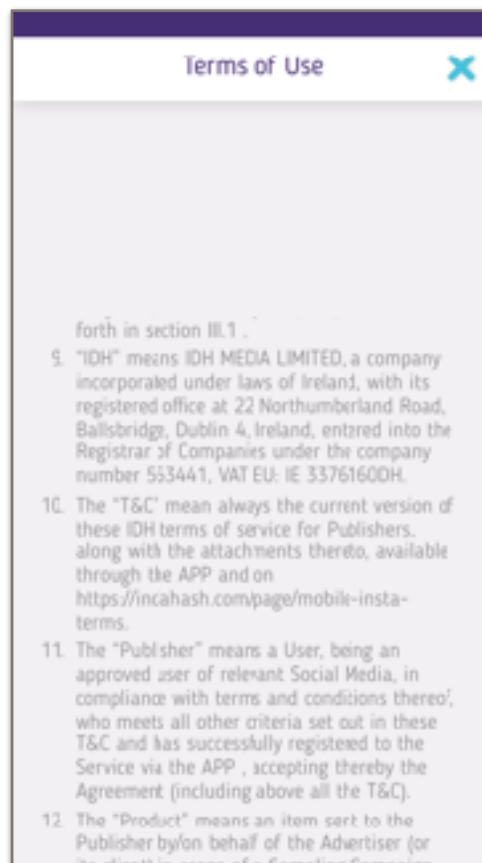 Terms of Use
forth in section III.1 .
9. "IDH" means IDH MEDIA LIMITED, a company
incorporated under laws of Ireland, with its
registered office at 22 Northumberland Road,
Ballsbridge, Dublin 4, Ireland, entered into the
Registrar of Companies under the company
number 553441, VAT EU: IE 3376160DH.
10. The "T&C" mean always the current version of
these IDH terms of service for Publishers,
along with the attachments thereto, available
through the APP and on
https://incahash.com/page/mobile-insta-
terms.
11. The "Publisher" means a User, being an
approved user of relevant Social Media, in
compliance with terms and conditions thereof,
who meets all other criteria set out in these
T&C and has successfully registered to the
Service via the APP , accepting thereby the
Agreement (including above all the T&C).
12. The "Product" means an item sent to the
Publisher by/on behalf of the Advertiser (or